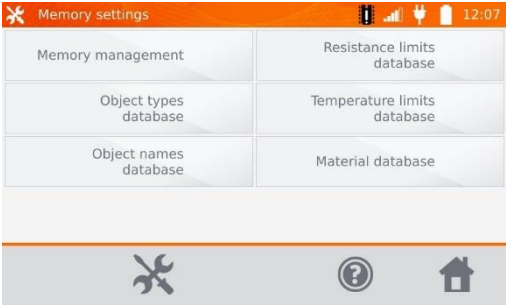 Memory settings
12:07
Memory management
Resistance limits
database
Object types
database
Temperature limits
database
Object names
database
Material database